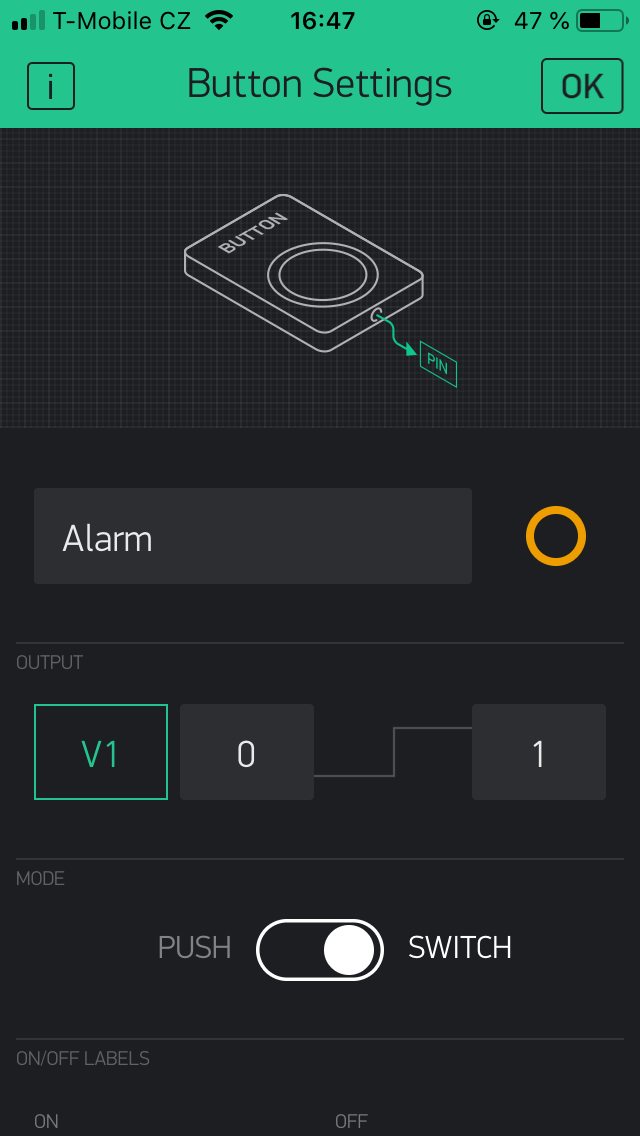 T-Mobile CZ 16:47 47 %
i Button Settings OK
BUTTON
PIN
Alarm
OUTPUT
V1 0 1
MODE
PUSH SWITCH
ON/OFF LABELS
ON OFF